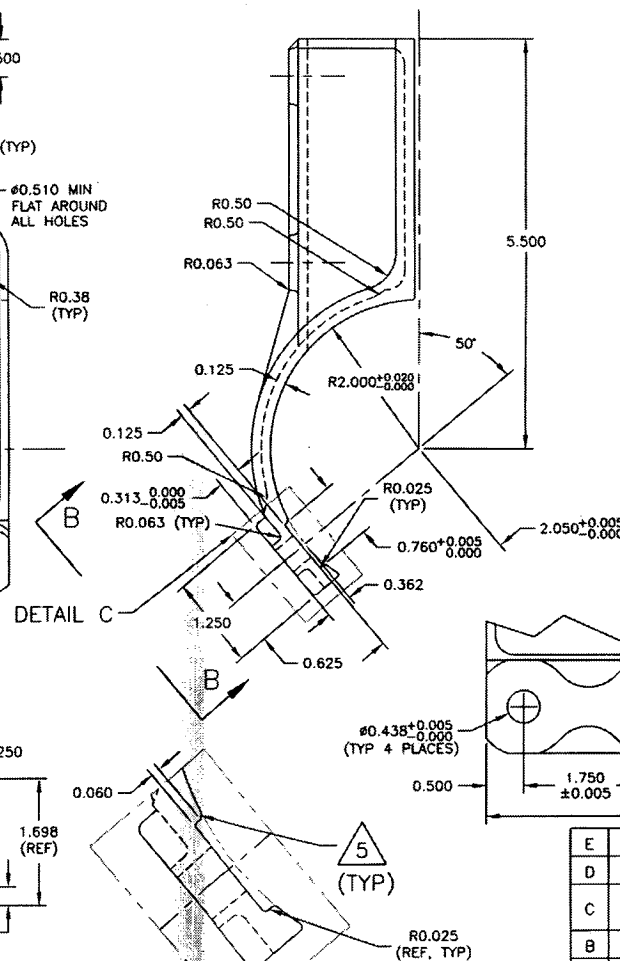 (TYP)
ø0.510 MIN
FLAT AROUND
ALL HOLES
R0.38
(TYP)
R0.50
R0.50
R0.063
5.500
50°
0.125
R2.000+0.020
-0.000
0.125
R0.50
0.313 0.000
-0.005
R0.063 (TYP)
R0.025
(TYP)
2.050+0.005
-0.000
0.760+0.005
0.000
0.362
B
DETAIL C
1.250
0.625
B
ø0.438+0.005
-0.000
(TYP 4 PLACES)
0.500
1.750
±0.005
250
0.060
1.698
(REF)
5
(TYP)
R0.025
(REF, TYP)
E
D
C
B